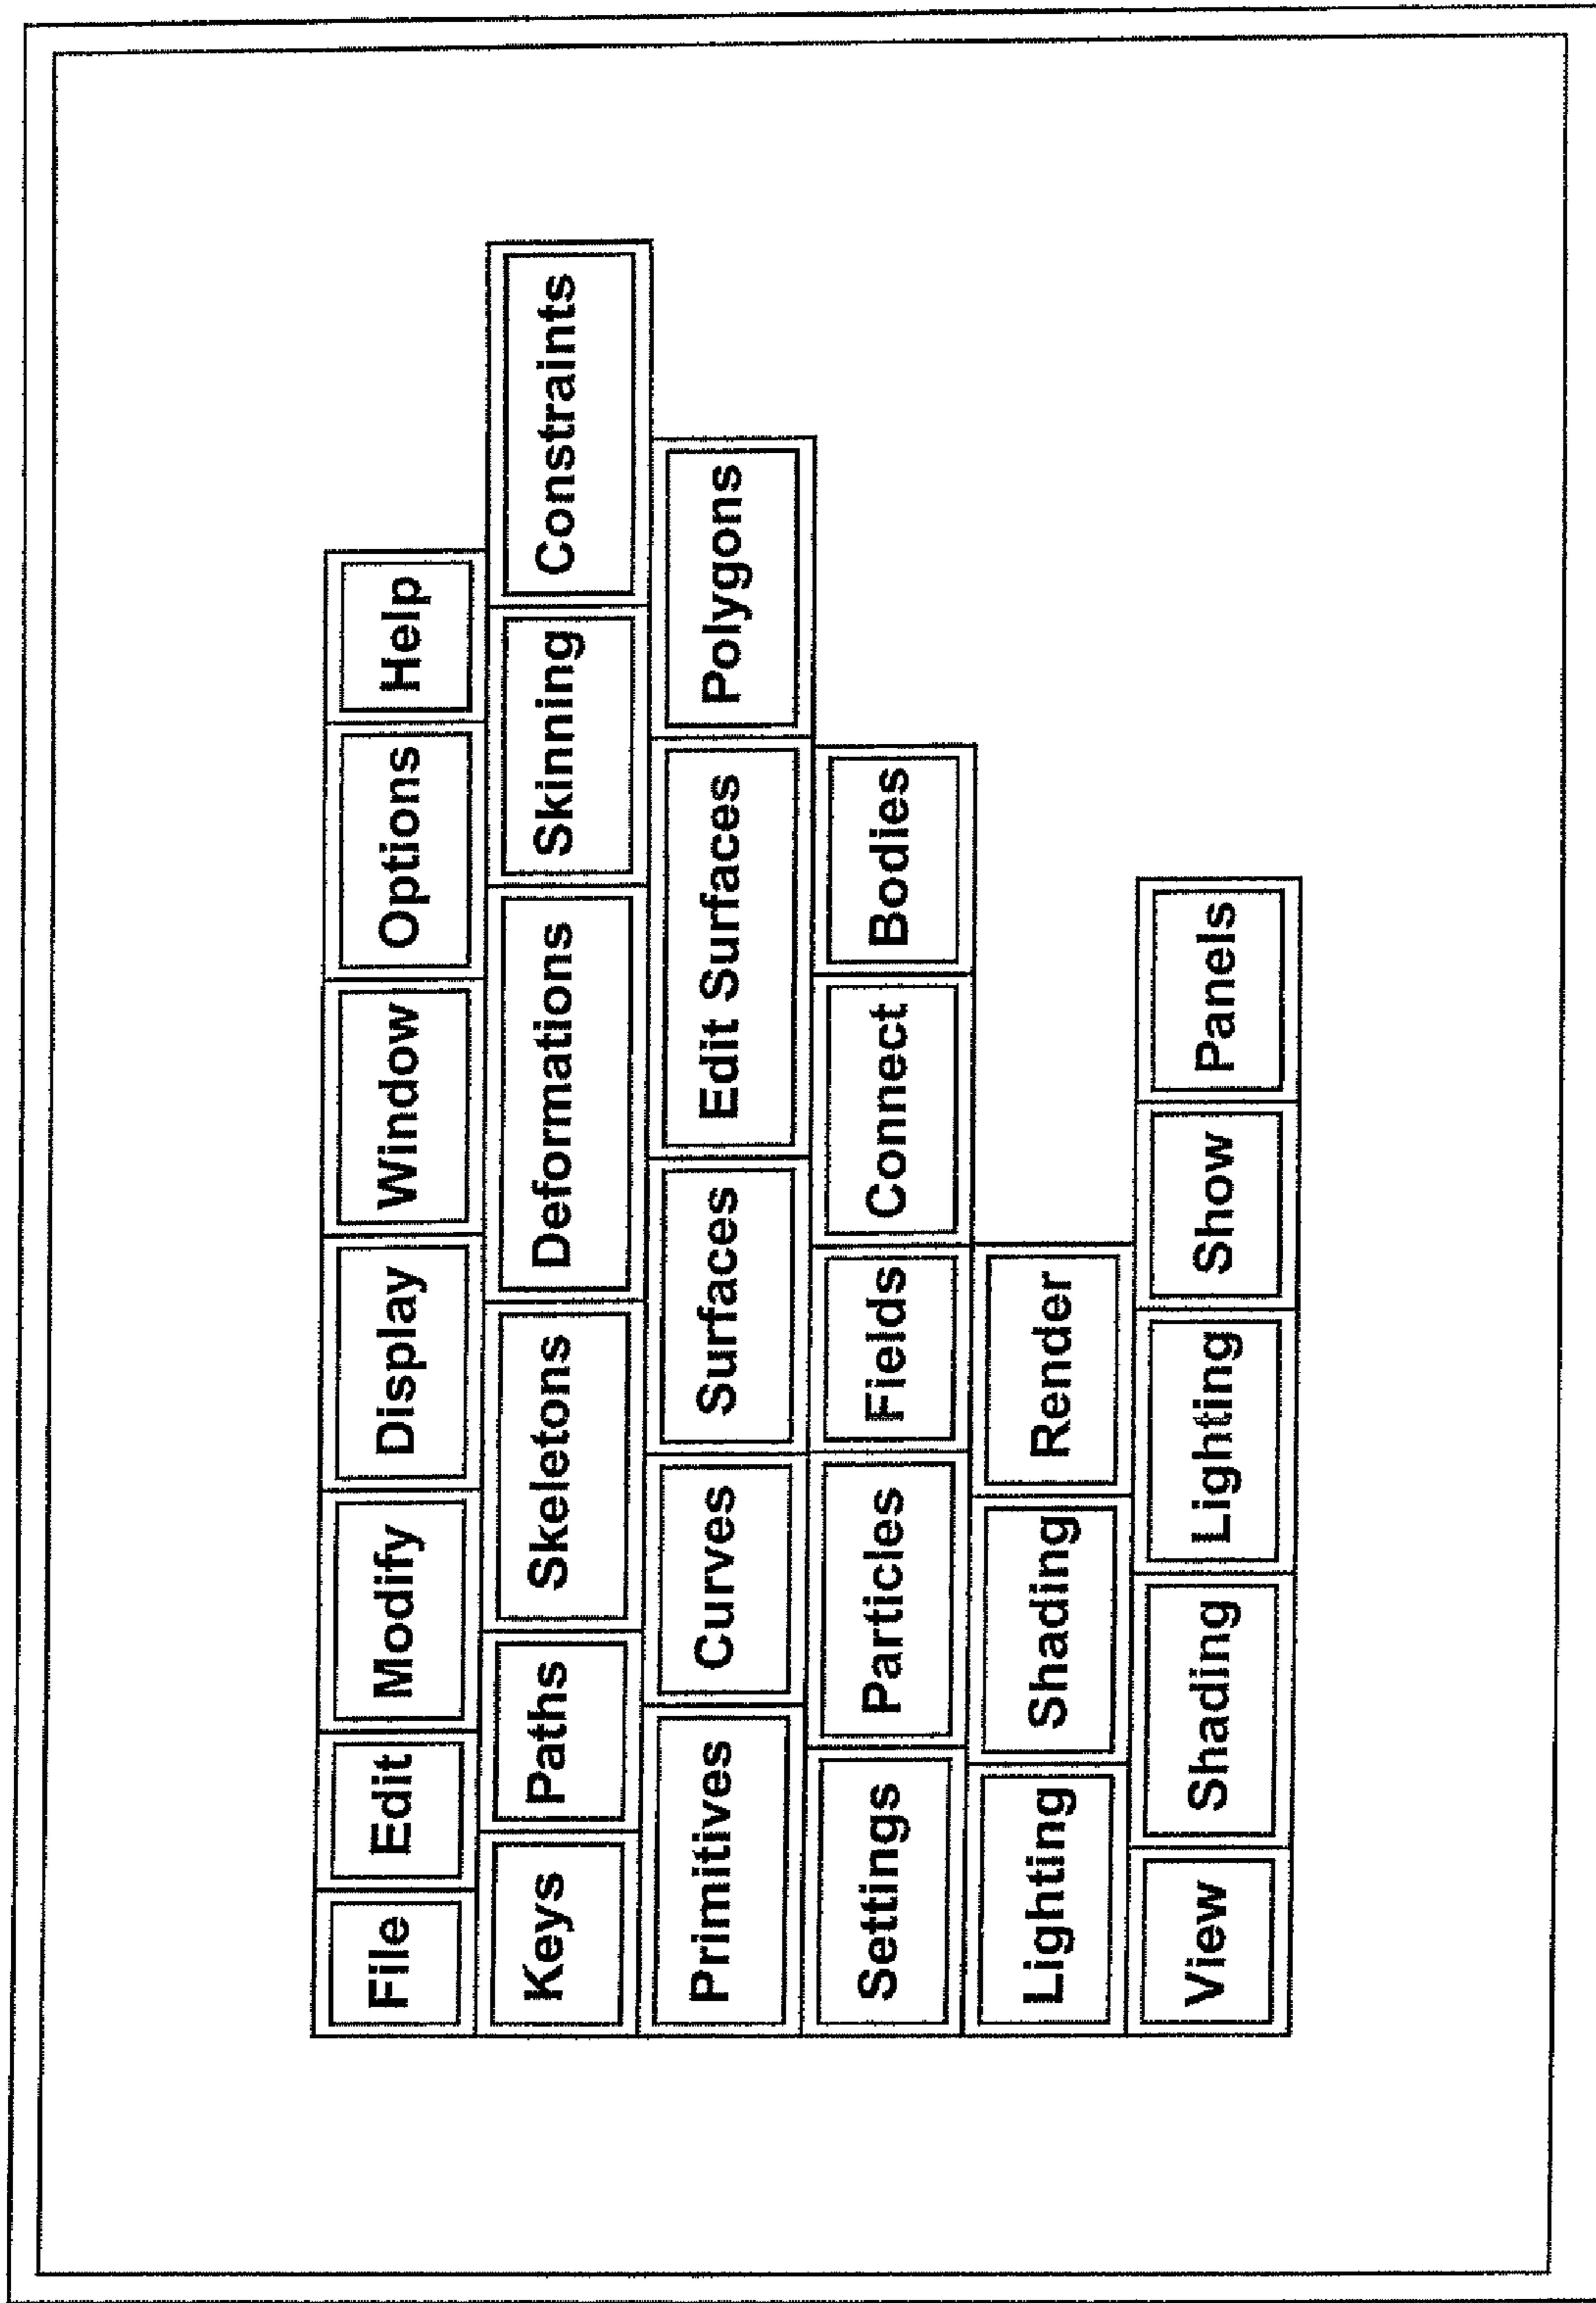 File Edit Modify Display Window Options Help
Keys Paths Skeletons Deformations Skinning Constraints
Primitives Curves Surfaces Edit Surfaces Polygons
Settings Particles Fields Connect Bodies
Lighting Shading Render
View Shading Lighting Show Panels